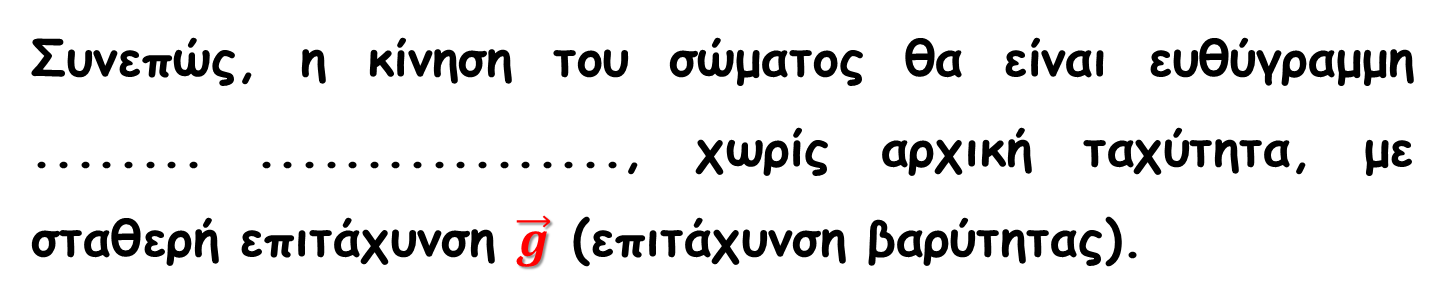 Συνεπώς, η κίνηση του σώματος θα είναι ευθύγραμμη
........ .................., χωρίς αρχική ταχύτητα, με
σταθερή επιτάχυνση g⃗ (επιτάχυνση βαρύτητας).